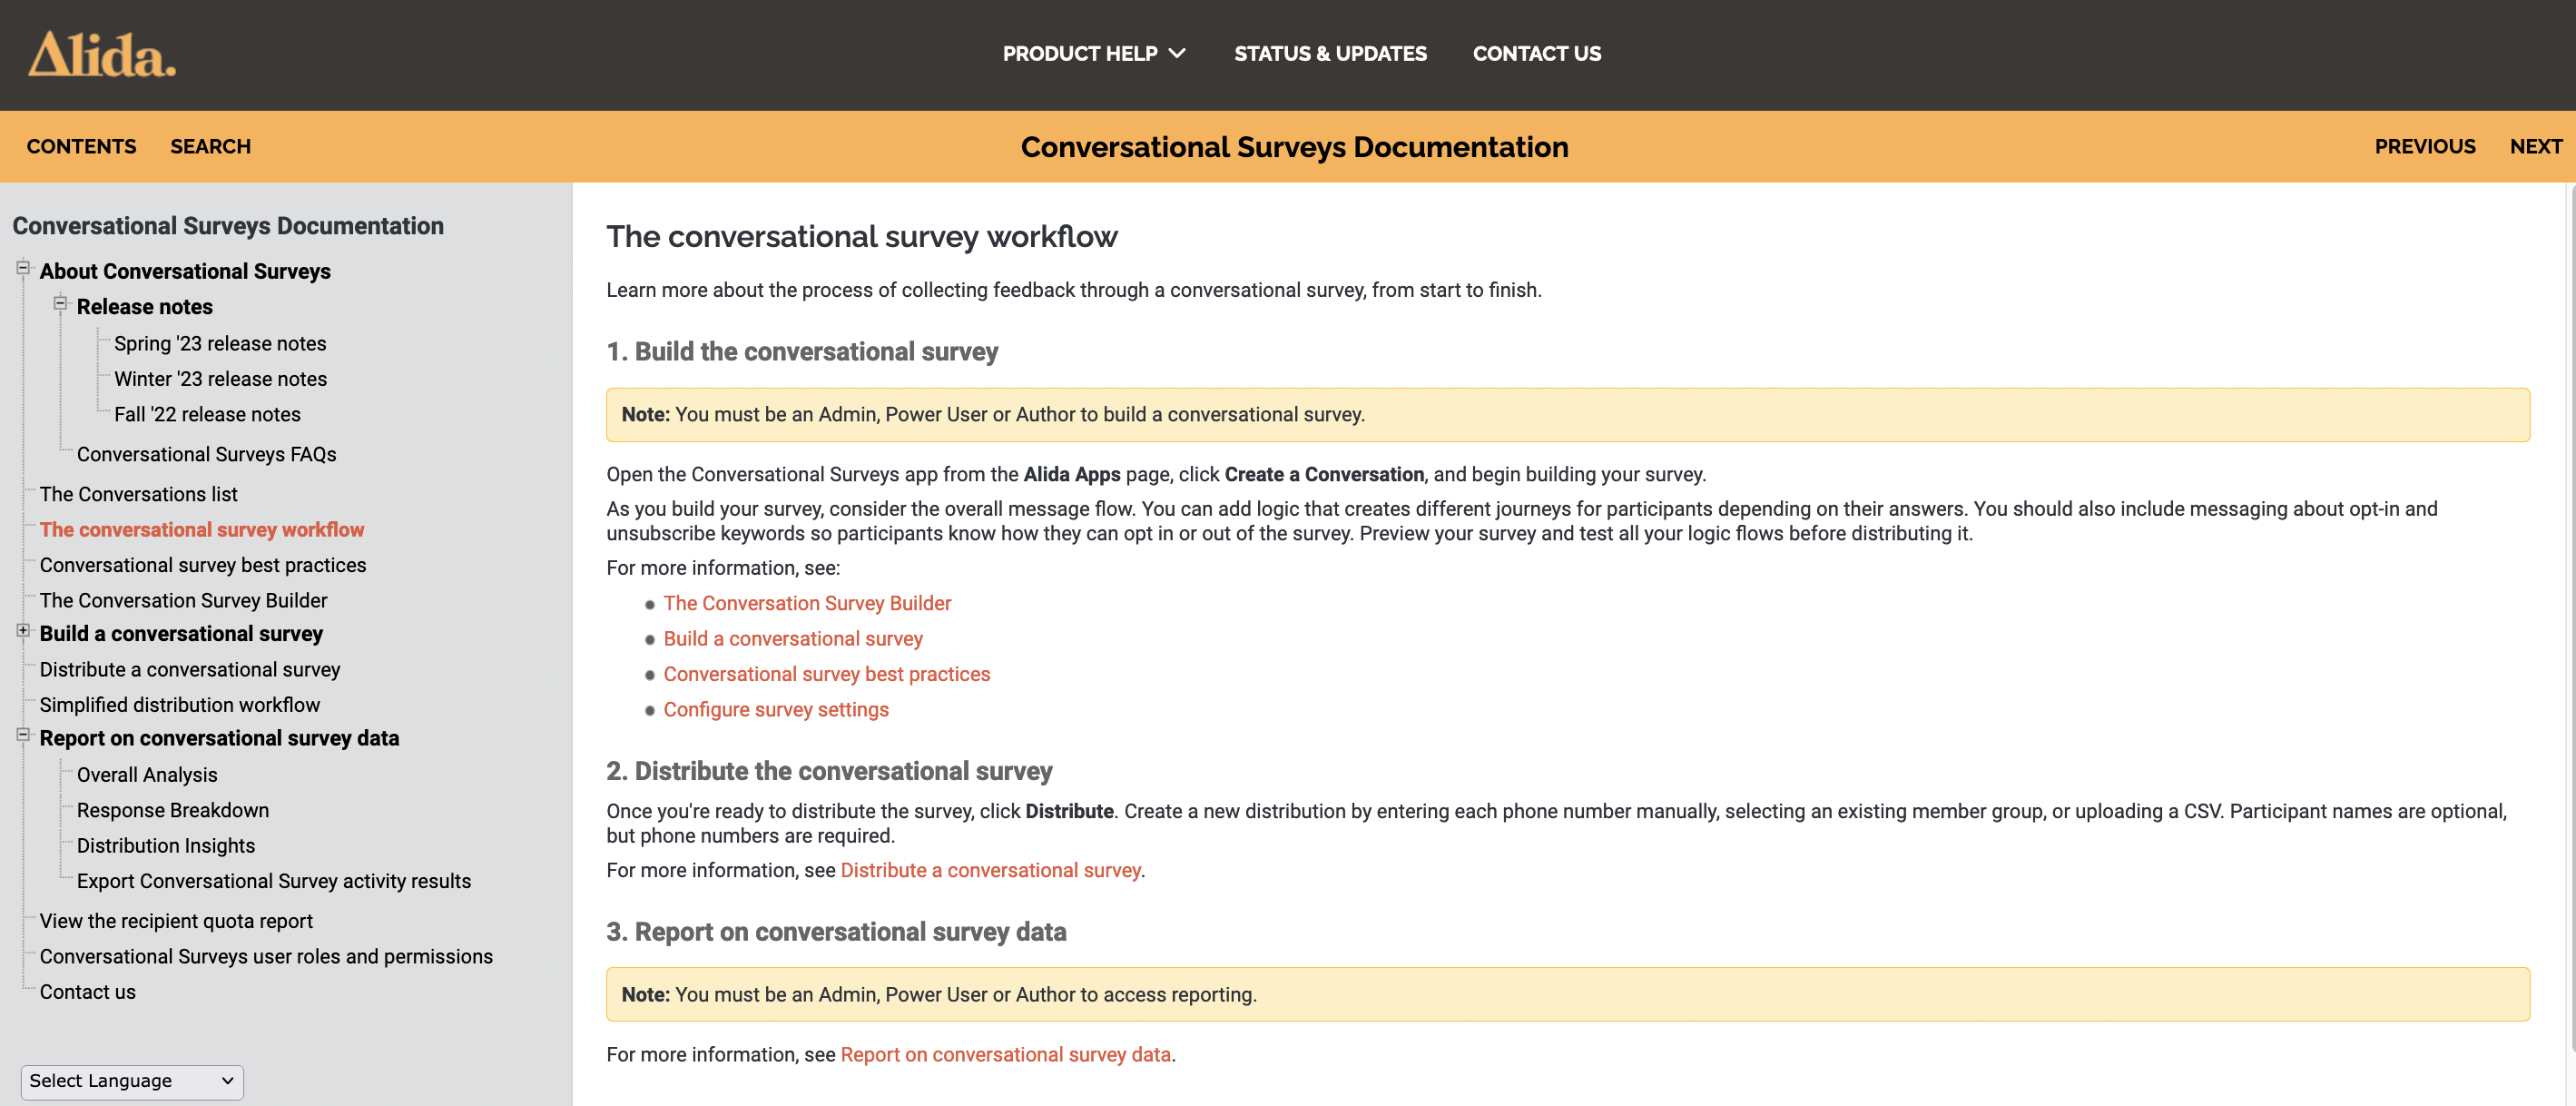 Alida.
PRODUCT HELP
STATUS & UPDATES
CONTACT US
CONTENTS
SEARCH
Conversational Surveys Documentation
PREVIOUS
NEXT
Conversational Surveys Documentation
About Conversational Surveys
Release notes
Spring '23 release notes
Winter '23 release notes
Fall '22 release notes
Conversational Surveys FAQs
The Conversations list
The conversational survey workflow
Conversational survey best practices
The Conversation Survey Builder
Build a conversational survey
Distribute a conversational survey
Simplified distribution workflow
Report on conversational survey data
Overall Analysis
Response Breakdown
Distribution Insights
Export Conversational Survey activity results
View the recipient quota report
Conversational Surveys user roles and permissions
Contact us
Select Language
The conversational survey workflow
Learn more about the process of collecting feedback through a conversational survey, from start to finish.
1. Build the conversational survey
Note: You must be an Admin, Power User or Author to build a conversational survey.
Open the Conversational Surveys app from the Alida Apps page, click Create a Conversation, and begin building your survey.
As you build your survey, consider the overall message flow. You can add logic that creates different journeys for participants depending on their answers. You should also include messaging about opt-in and
unsubscribe keywords so participants know how they can opt in or out of the survey. Preview your survey and test all your logic flows before distributing it.
For more information, see:
The Conversation Survey Builder
Build a conversational survey
Conversational survey best practices
Configure survey settings
2. Distribute the conversational survey
Once you're ready to distribute the survey, click Distribute. Create a new distribution by entering each phone number manually, selecting an existing member group, or uploading a CSV. Participant names are optional,
but phone numbers are required.
For more information, see Distribute a conversational survey.
3. Report on conversational survey data
Note: You must be an Admin, Power User or Author to access reporting.
For more information, see Report on conversational survey data.